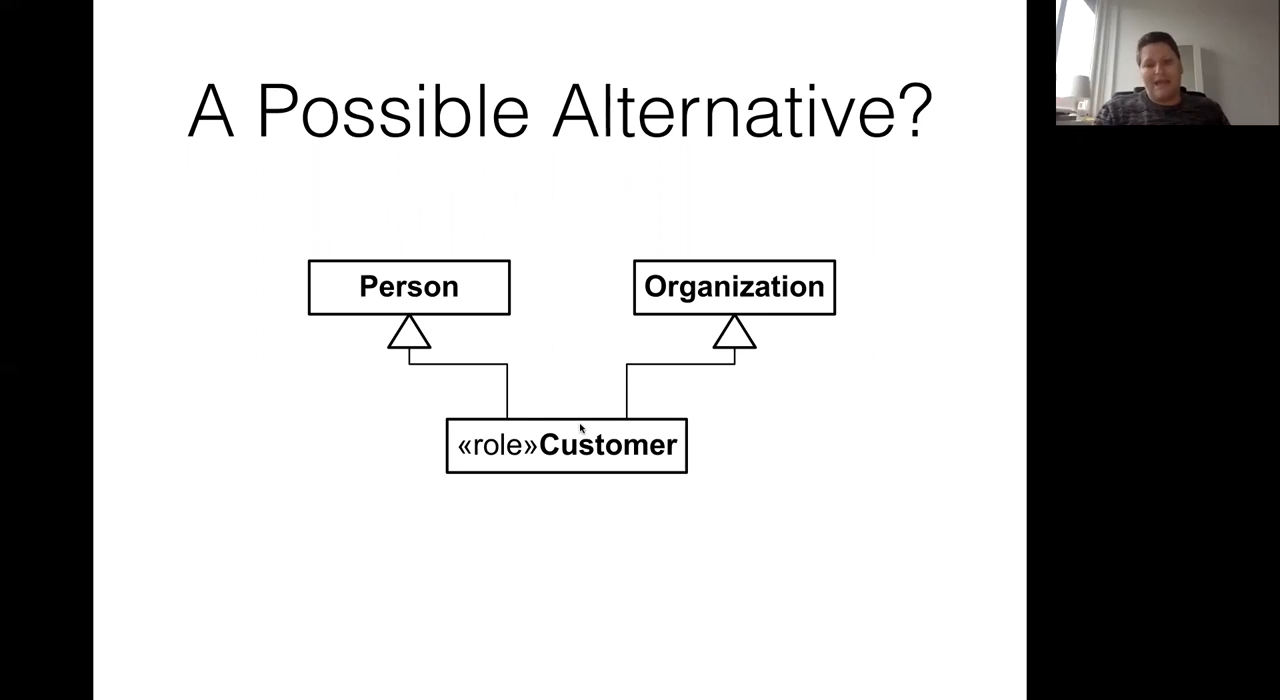 A Possible Alternative?
Person
Organization
«role»Customer